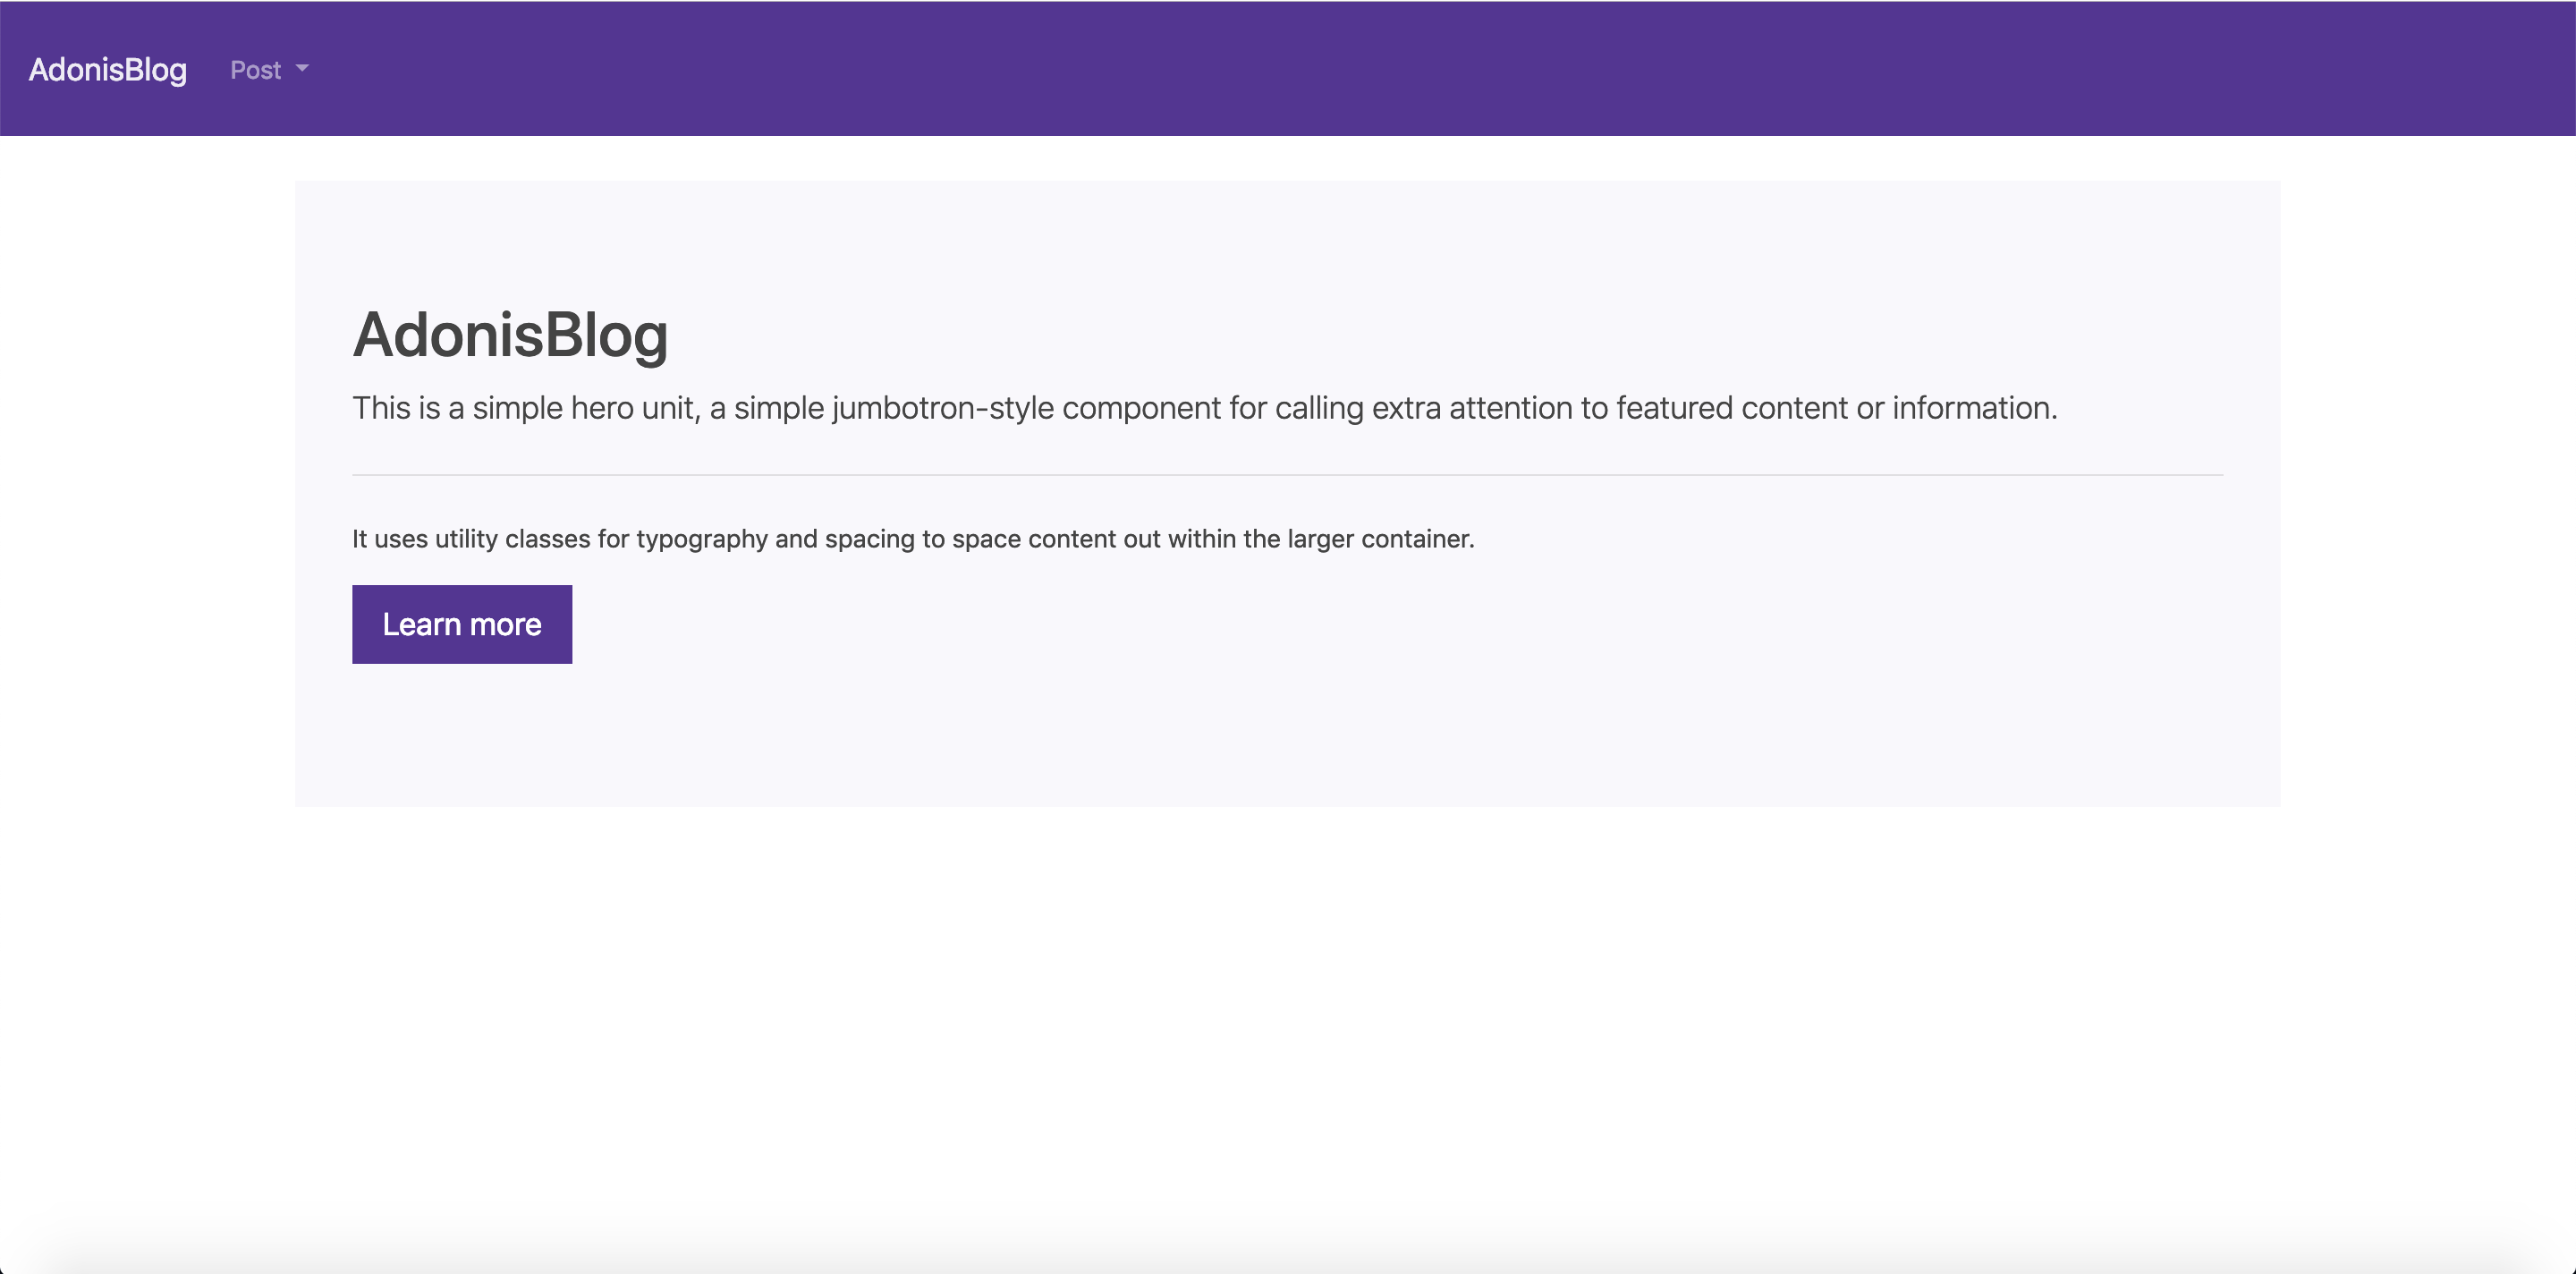 AdonisBlog Post
AdonisBlog
This is a simple hero unit, a simple jumbotron-style component for calling extra attention to featured content or information.
It uses utility classes for typography and spacing to space content out within the larger container.
Learn more